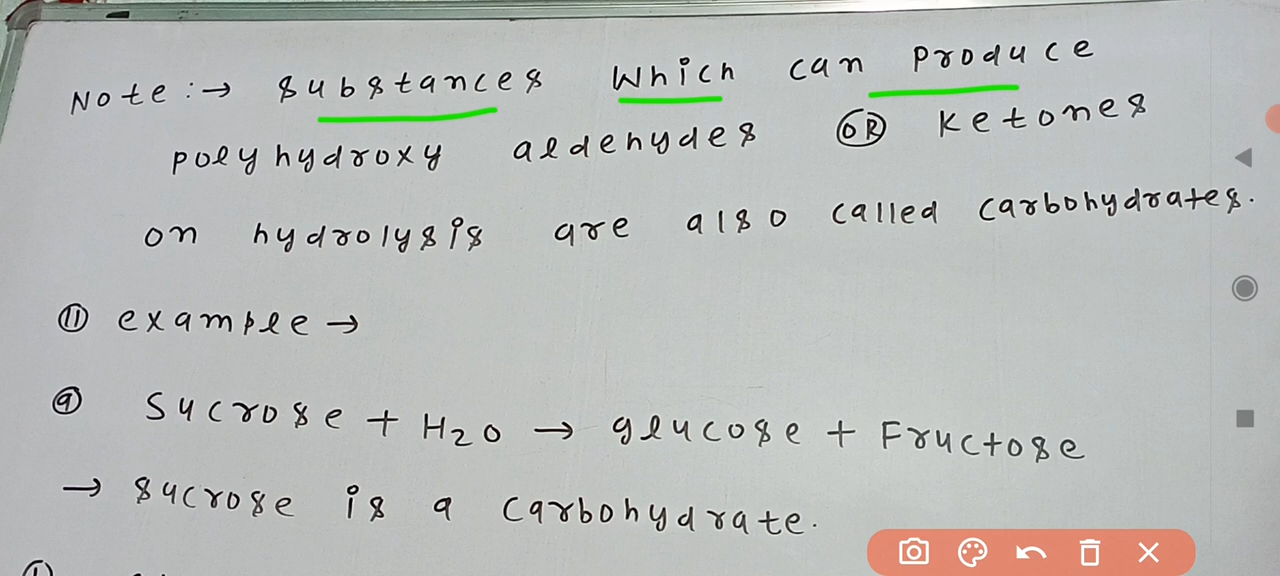 Note :→ Substances Which can Produce
polyhydroxy aldehydes OR Ketones
on hydrolysis are also called carbohydrates.
(11) example →
(a) Sucrose + H2O → glucose + Fructose
→ sucrose is a carbohydrate.